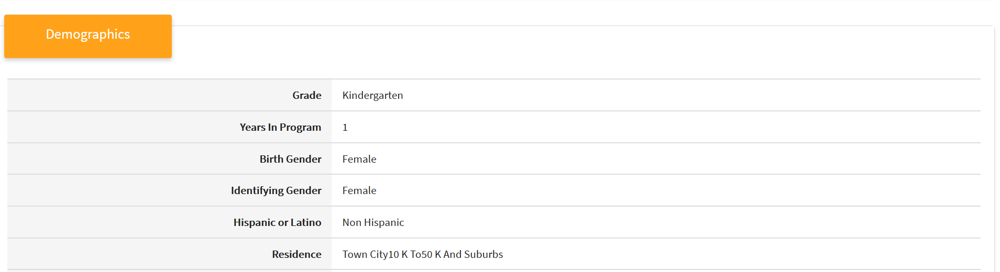 Demographics
Grade Kindergarten
Years In Program 1
Birth Gender Female
Identifying Gender Female
Hispanic or Latino Non Hispanic
Residence Town City10 K To50 K And Suburbs